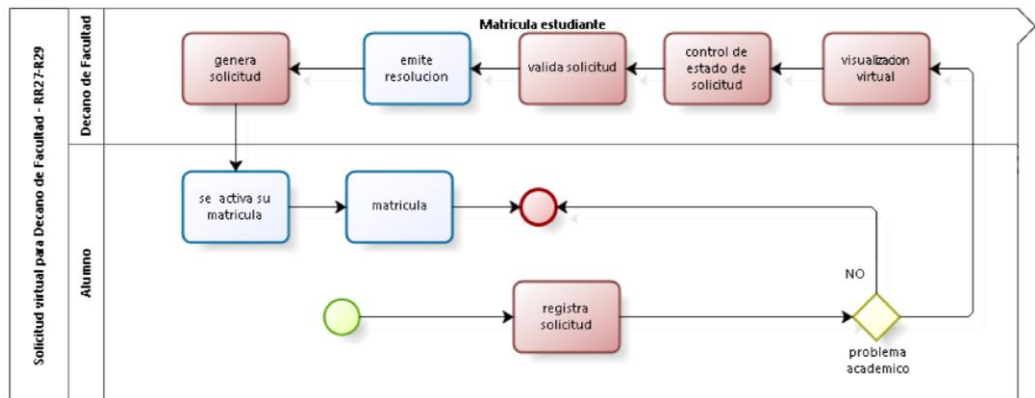 Solicitud virtual para Decano de Facultad - RR27-R29
Decano de Facultad
Matricula estudiante
genera
solicitud
emite
resolucion
valida solicitud
control de
estado de
solicitud
visualizacion
virtual
Alumno
se activa su
matricula
matricula
NO
registra
solicitud
problema
academico